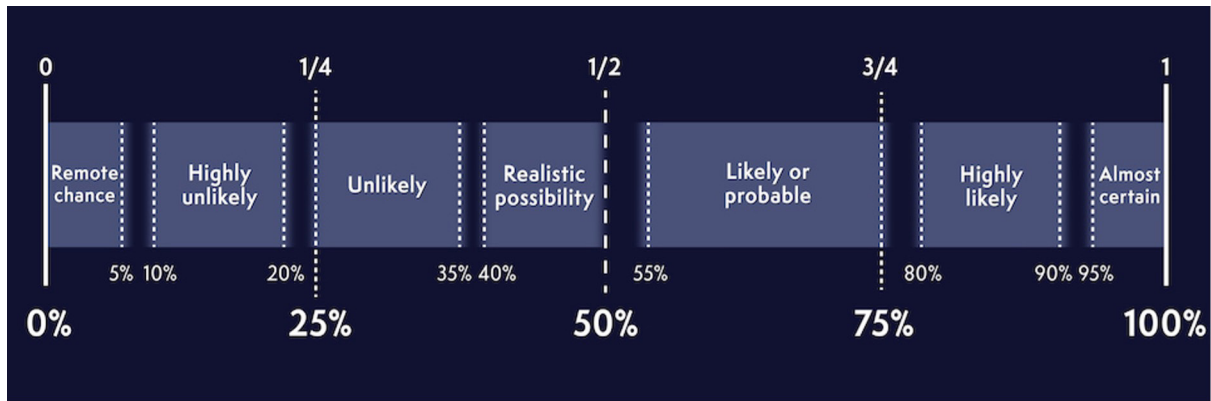 0 1/4 1/2 3/4 1
Remote
chance
Highly
unlikely
Unlikely
Realistic
possibility
Likely or
probable
Highly
likely
Almost
certain
5% 10% 20% 35% 40% 55% 80% 90% 95%
0% 25% 50% 75% 100%